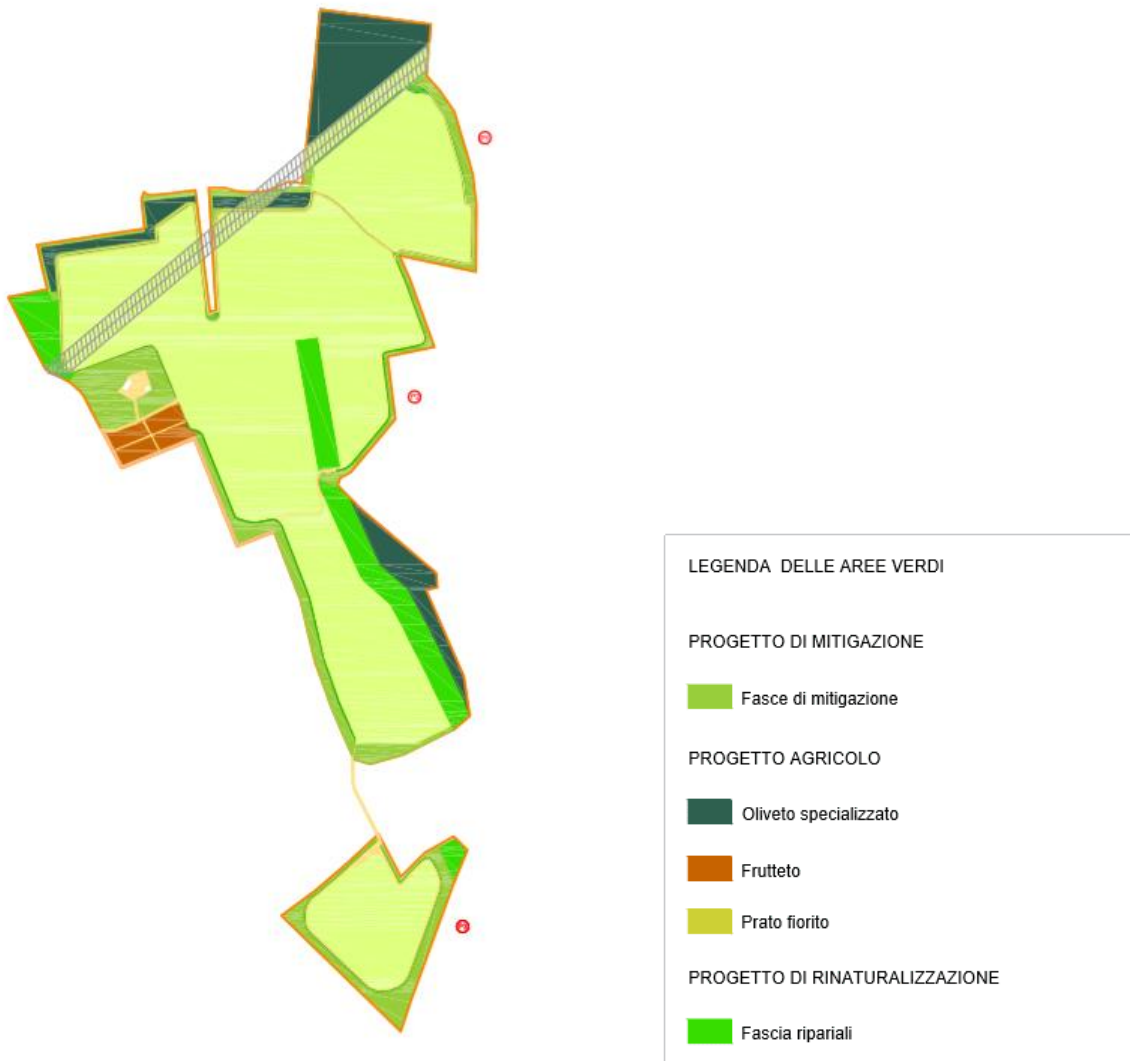 LEGENDA DELLE AREE VERDI
PROGETTO DI MITIGAZIONE
Fasce di mitigazione
PROGETTO AGRICOLO
Oliveto specializzato
Frutteto
Prato fiorito
PROGETTO DI RINATURALIZZAZIONE
Fascia ripariali